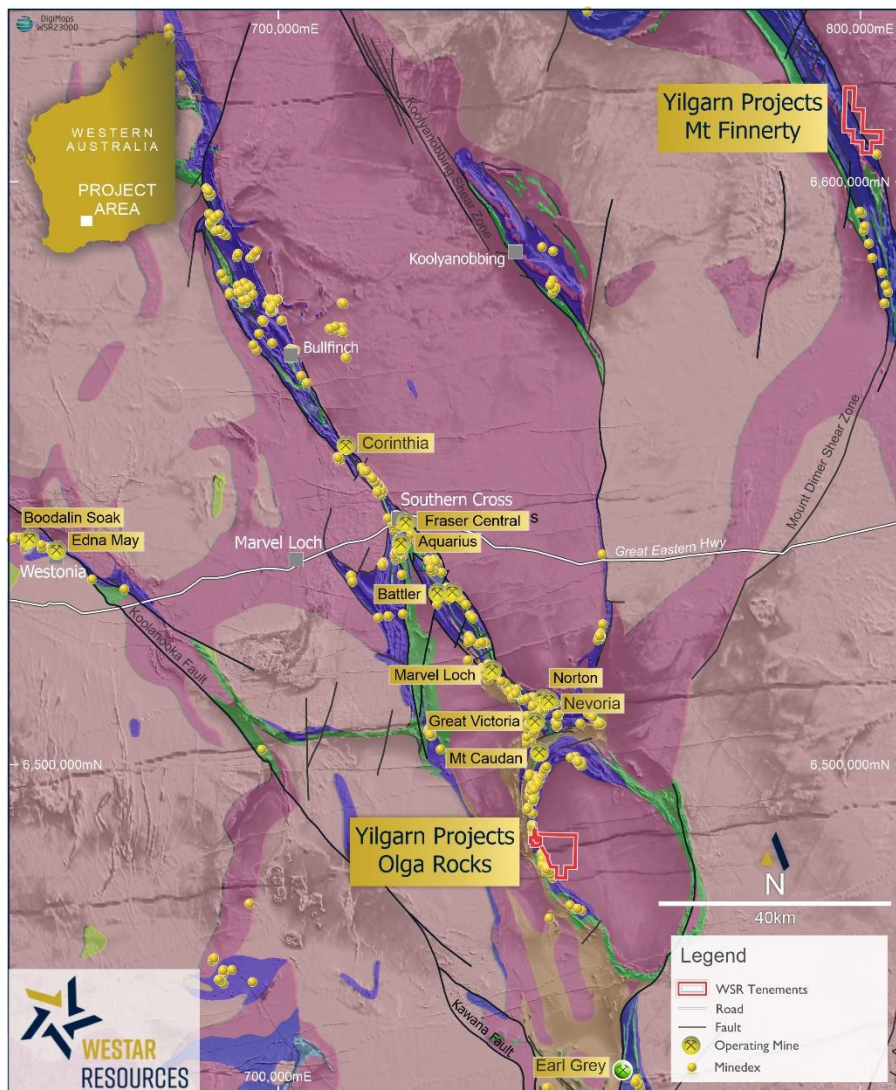 DigiMaps
WSR23000
700,000mE
800,000mE
WESTERN
AUSTRALIA
PROJECT
AREA
Yilgarn Projects
Mt Finnerty
6,600,000mN
Koolyanobbing Shear Zone
Koolyanobbing
Bullfinch
Corinthia
Mount Dimer Shear Zone
Southern Cross
Boodalin Soak
Fraser Central
S
Edna May
Marvel Loch
Aquarius
Great Eastern Hwy
Westonia
Battler
Koolanooka Fault
Marvel Loch
Norton
Nevoria
Great Victoria
Mt Caudan
6,500,000mN
6,500,000mN
Yilgarn Projects
Olga Rocks
N
40km
Legend
WSR Tenements
Road
Fault
Operating Mine
Minedex
Kawana Fault
WESTAR
RESOURCES
700,000mE
Earl Grey